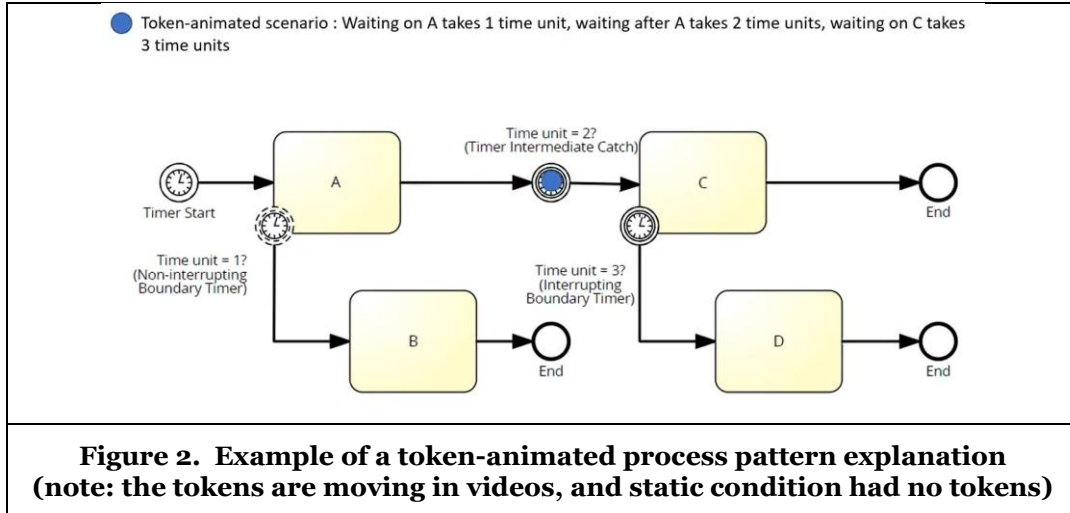 Token-animated scenario : Waiting on A takes 1 time unit, waiting after A takes 2 time units, waiting on C takes
3 time units
Time unit = 2?
(Timer Intermediate Catch)
A
C
Timer Start
End
Time unit = 1?
(Non-interrupting
Boundary Timer)
Time unit = 3?
(Interrupting
Boundary Timer)
B
D
End
End
Figure 2. Example of a token-animated process pattern explanation
(note: the tokens are moving in videos, and static condition had no tokens)